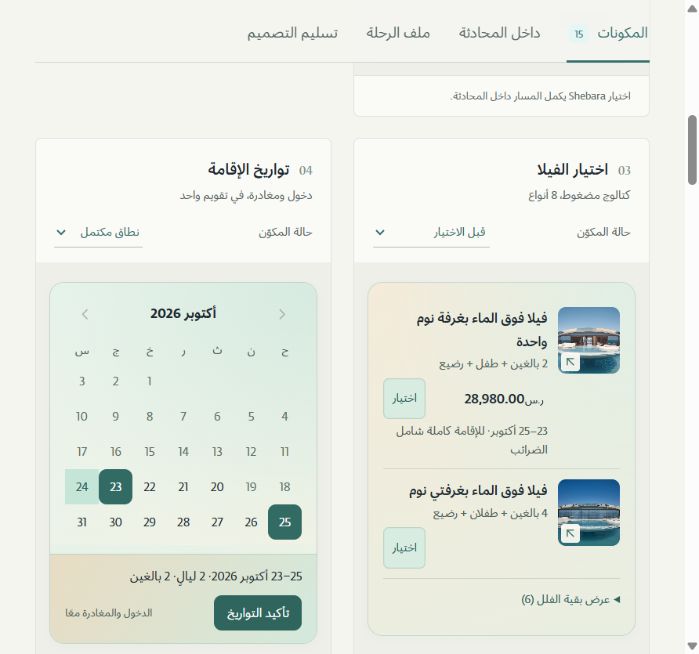 المكونات 15
داخل المحادثة
ملف الرحلة
تسليم التصميم
اختيار Shebara يكمل المسار داخل المحادثة.
03 اختيار الفيلا
كتالوج مضغوط، 8 أنواع
حالة المكوّن
قبل الاختيار
فيلا فوق الماء بغرفة نوم
واحدة
2 بالغين + طفل + رضيع
ر.س28,980.00
اختيار
23–25 أكتوبر · للإقامة كاملة شامل
الضرائب
فيلا فوق الماء بغرفتي نوم
4 بالغين + طفلان + رضيع
اختيار
◂ عرض بقية الفلل (6)
04 تواريخ الإقامة
دخول ومغادرة، في تقويم واحد
حالة المكوّن
نطاق مكتمل
أكتوبر 2026
ح ن ث ر خ ج س
1 2 3
4 5 6 7 8 9 10
11 12 13 14 15 16 17
18 19 20 21 22 23 24
25 26 27 28 29 30 31
23–25 أكتوبر 2026 · 2 ليالٍ · 2 بالغين
تأكيد التواريخ
الدخول والمغادرة معًا